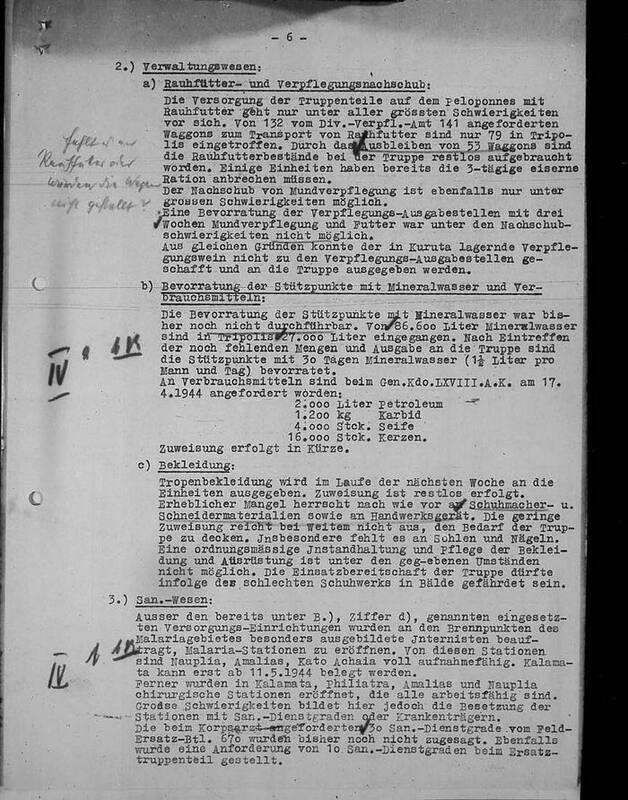 - 6 -
2.) Verwaltungswesen:
a) Rauhfutter- und Verpflegungsnachschub:
Die Versorgung der Truppenteile auf dem Peloponnes mit
Rauhfutter geht nur unter aller grössten Schwierigkeiten
vor sich. Von 132 vom Div.-Verpfl.-Amt 141 angeforderten
Waggons zum Transport von Rauhfutter sind nur 79 in Tripo-
lis eingetroffen. Durch das Ausbleiben von 53 Waggons sind
die Rauhfutterbestände bei der Truppe restlos aufgebraucht
worden. Einige Einheiten haben bereits die 3-tägige eiserne
Ration anbrechen müssen.
Der Nachschub von Mundverpflegung ist ebenfalls nur unter
grossen Schwierigkeiten möglich.
Eine Bevorratung der Verpflegungs-Ausgabestellen mit drei
Wochen Mundverpflegung und Futter war unter den Nachschub-
schwierigkeiten nicht möglich.
Aus gleichen Gründen konnte der in Kuruta lagernde Verpfle-
gungswein nicht zu den Verpflegungs-Ausgabestellen ge-
schafft und an die Truppe ausgegeben werden.
fehlt nur
Rauhfutter oder
wurden die Wagen
nicht gestellt?
b) Bevorratung der Stützpunkte mit Mineralwasser und Ver-
brauchsmitteln:
Die Bevorratung der Stützpunkte mit Mineralwasser war bis-
her noch nicht durchführbar. Von 86.600 Liter Mineralwasser
sind in Tripolis 27.000 Liter eingegangen. Nach Eintreffen
der noch fehlenden Mengen und Ausgabe an die Truppe sind
die Stützpunkte mit 30 Tagen Mineralwasser (1½ Liter pro
Mann und Tag) bevorratet.
An Verbrauchsmitteln sind beim Gen.Kdo.LXVIII.A.K. am 17.
4.1944 angefordert worden:
2.000 Liter Petroleum
1.200 kg Karbid
4.000 Stck. Seife
16.000 Stck. Kerzen.
Zuweisung erfolgt in Kürze.
IV
c) Bekleidung:
Tropenbekleidung wird im Laufe der nächsten Woche an die
Einheiten ausgegeben. Zuweisung ist restlos erfolgt.
Erheblicher Mangel herrscht nach wie vor an Schuhmacher- u.
Schneidermaterialien sowie an Handwerksgerät. Die geringe
Zuweisung reicht bei Weitem nicht aus, den Bedarf der Trup-
pe zu decken. Jnsbesondere fehlt es an Sohlen und Nägeln.
Eine ordnungsmässige Jnstandhaltung und Pflege der Beklei-
dung und Ausrüstung ist unter den geg-ebenen Umständen
nicht möglich. Die Einsatzbereitschaft der Truppe dürfte
infolge des schlechten Schuhwerks in Bälde gefährdet sein.
3.) San.-Wesen:
Ausser den bereits unter B.), Ziffer d), genannten eingesetz-
ten Versorgungs-Einrichtungen wurden an den Brennpunkten des
Malariagebietes besonders ausgebildete Jnternisten beauf-
tragt, Malaria-Stationen zu eröffnen. Von diesen Stationen
sind Nauplia, Amalias, Kato Achaia voll aufnahmefähig. Kalama-
ta kann erst ab 11.5.1944 belegt werden.
Ferner wurden in Kalamata, Philiatra, Amalias und Nauplia
chirurgische Stationen eröffnet, die alle arbeitsfähig sind.
Grosse Schwierigkeiten bildet hier jedoch die Besetzung der
Stationen mit San.-Dienstgraden oder Krankenträgern.
Die beim Korpsarzt angeforderten 30 San.-Dienstgrade vom Feld-
Ersatz-Btl. 670 wurden bisher noch nicht zugesagt. Ebenfalls
wurde eine Anforderung von 10 San.-Dienstgraden beim Ersatz-
truppenteil gestellt.
IV